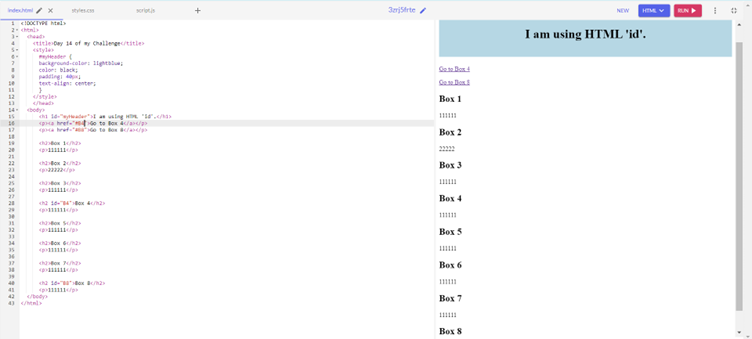 index.html
styles.css
script.js
+
2zrj5frte
NEW
HTML
RUN
1 <!DOCTYPE html>
2 <html>
3 <head>
4 <title>Day 14 of my Challenge</title>
5 <style>
6 #myHeader {
7 background-color: lightblue;
8 color: black;
9 padding: 40px;
10 text-align: center;
11 }
12 </style>
13 </head>
14 <body>
15 <h1 id="myHeader">I am using HTML 'id'.</h1>
16 <p><a href=">Go to Box 4</a></p>
17 <p><a href=">Go to Box 8</a></p>
18
19 <h2>Box 1</h2>
20 <p>111111</p>
21
22 <h2>Box 2</h2>
23 <p>22222</p>
24
25 <h2>Box 3</h2>
26 <p>111111</p>
27
28 <h2 id="B4">Box 4</h2>
29 <p>111111</p>
30
31 <h2>Box 5</h2>
32 <p>111111</p>
33
34 <h2>Box 6</h2>
35 <p>111111</p>
36
37 <h2>Box 7</h2>
38 <p>111111</p>
39
40 <h2 id="B8">Box 8</h2>
41 <p>111111</p>
42 </body>
43 </html>
I am using HTML 'id'.
Go to Box 4
Go to Box 8
Box 1
111111
Box 2
22222
Box 3
111111
Box 4
111111
Box 5
111111
Box 6
111111
Box 7
111111
Box 8